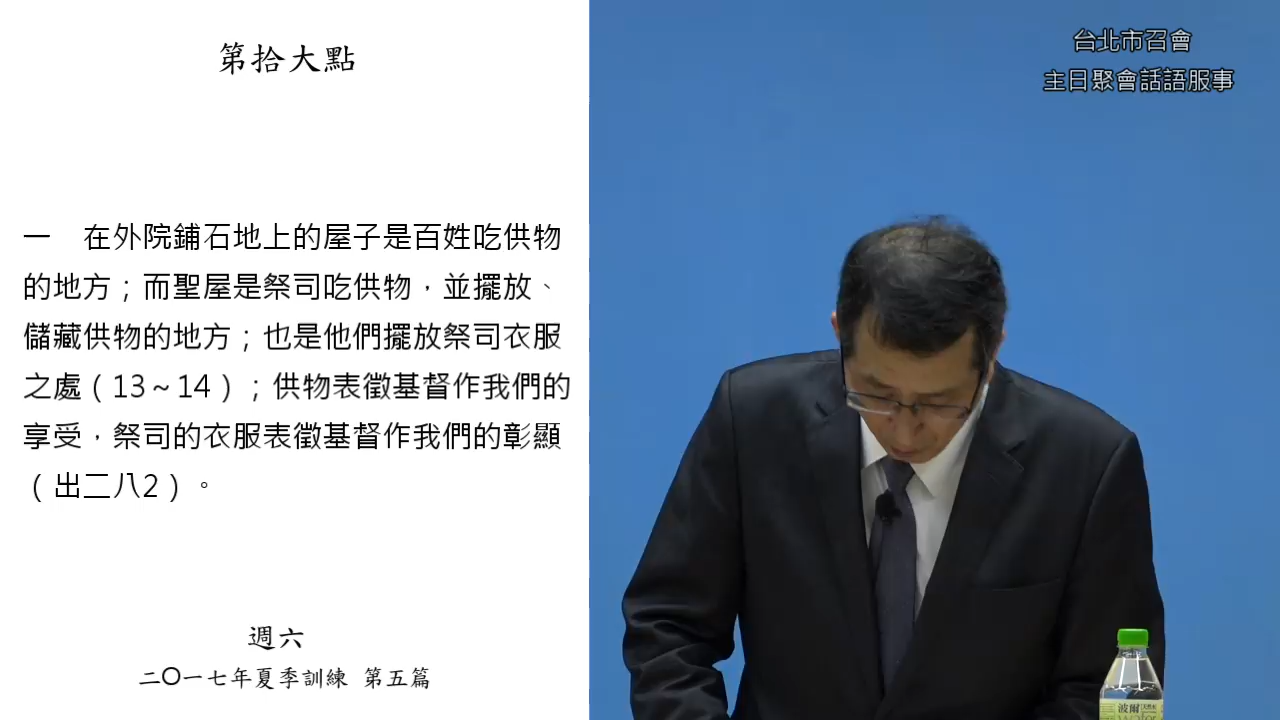 第拾大點
一　在外院鋪石地上的屋子是百姓吃供物
的地方；而聖屋是祭司吃供物，並擺放、
儲藏供物的地方；也是他們擺放祭司衣服
之處（13～14）；供物表徵基督作我們的
享受，祭司的衣服表徵基督作我們的彰顯
（出二八2）。
週六
二〇一七年夏季訓練 第五篇
台北市召會
主日聚會話語服事
波爾